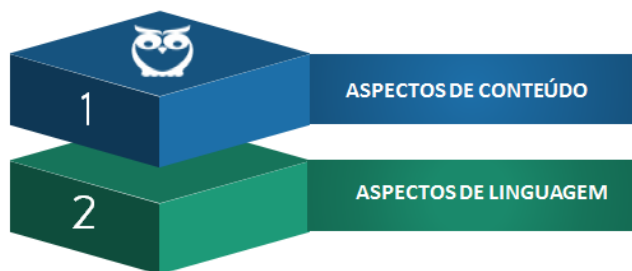 1
ASPECTOS DE CONTEÚDO
2
ASPECTOS DE LINGUAGEM